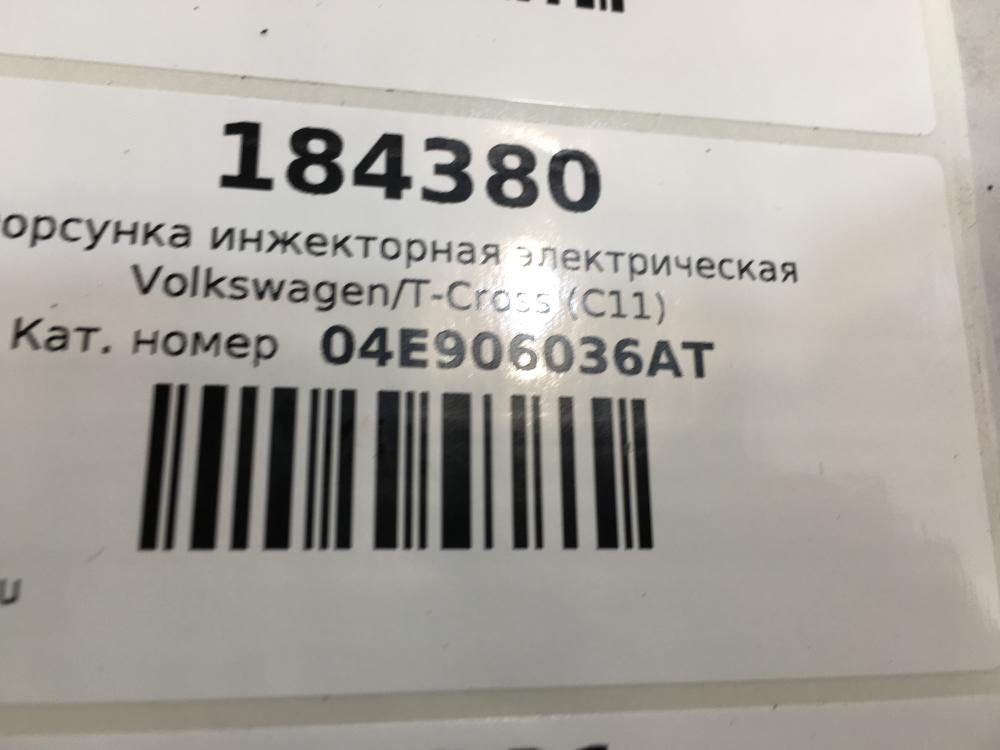 184380
орсунка инжекторная электрическая
Volkswagen/T-Cross (C11)
Кат. номер 04E906036AT
u